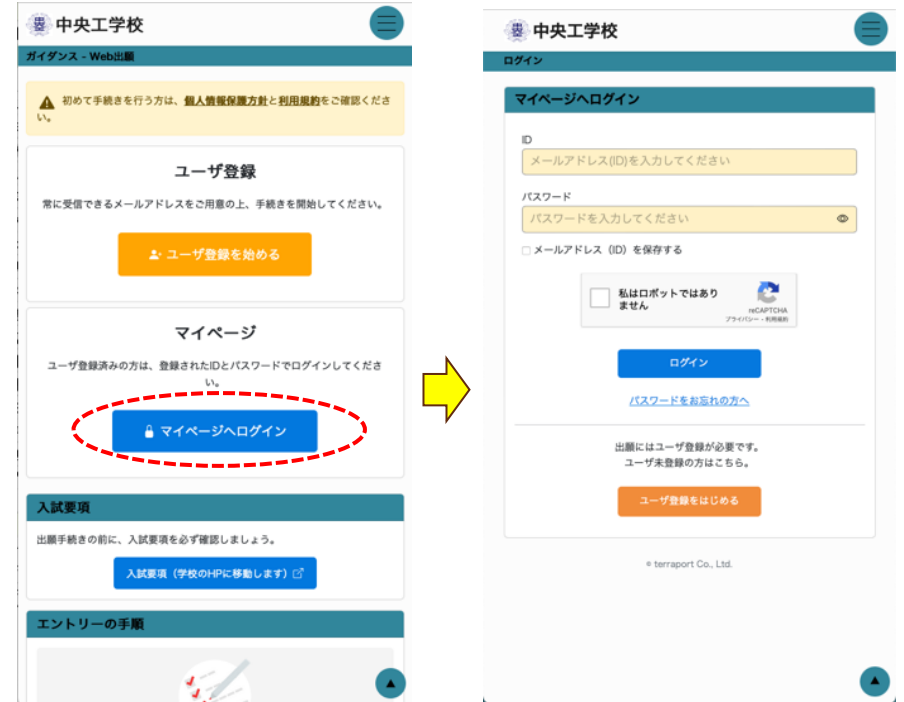 中央工学校
ガイダンス - Web出願
初めて手続きを行う方は、個人情報保護方針と利用規約をご確認くださ
い。
ユーザ登録
常に受信できるメールアドレスをご用意の上、手続きを開始してください。
ユーザ登録を始める
マイページ
ユーザ登録済みの方は、登録されたIDとパスワードでログインしてくださ
い。
マイページへログイン
入試要項
出願手続きの前に、入試要項を必ず確認しましょう。
入試要項（学校のHPに移動します）
エントリーの手順
中央工学校
ログイン
マイページへログイン
ID
メールアドレス(ID)を入力してください
パスワード
パスワードを入力してください
メールアドレス（ID）を保存する
私はロボットではあり
ません
reCAPTCHA
プライバシー - 利用規約
ログイン
パスワードをお忘れの方へ
出願にはユーザ登録が必要です。
ユーザ未登録の方はこちら。
ユーザ登録をはじめる
© terraport Co., Ltd.